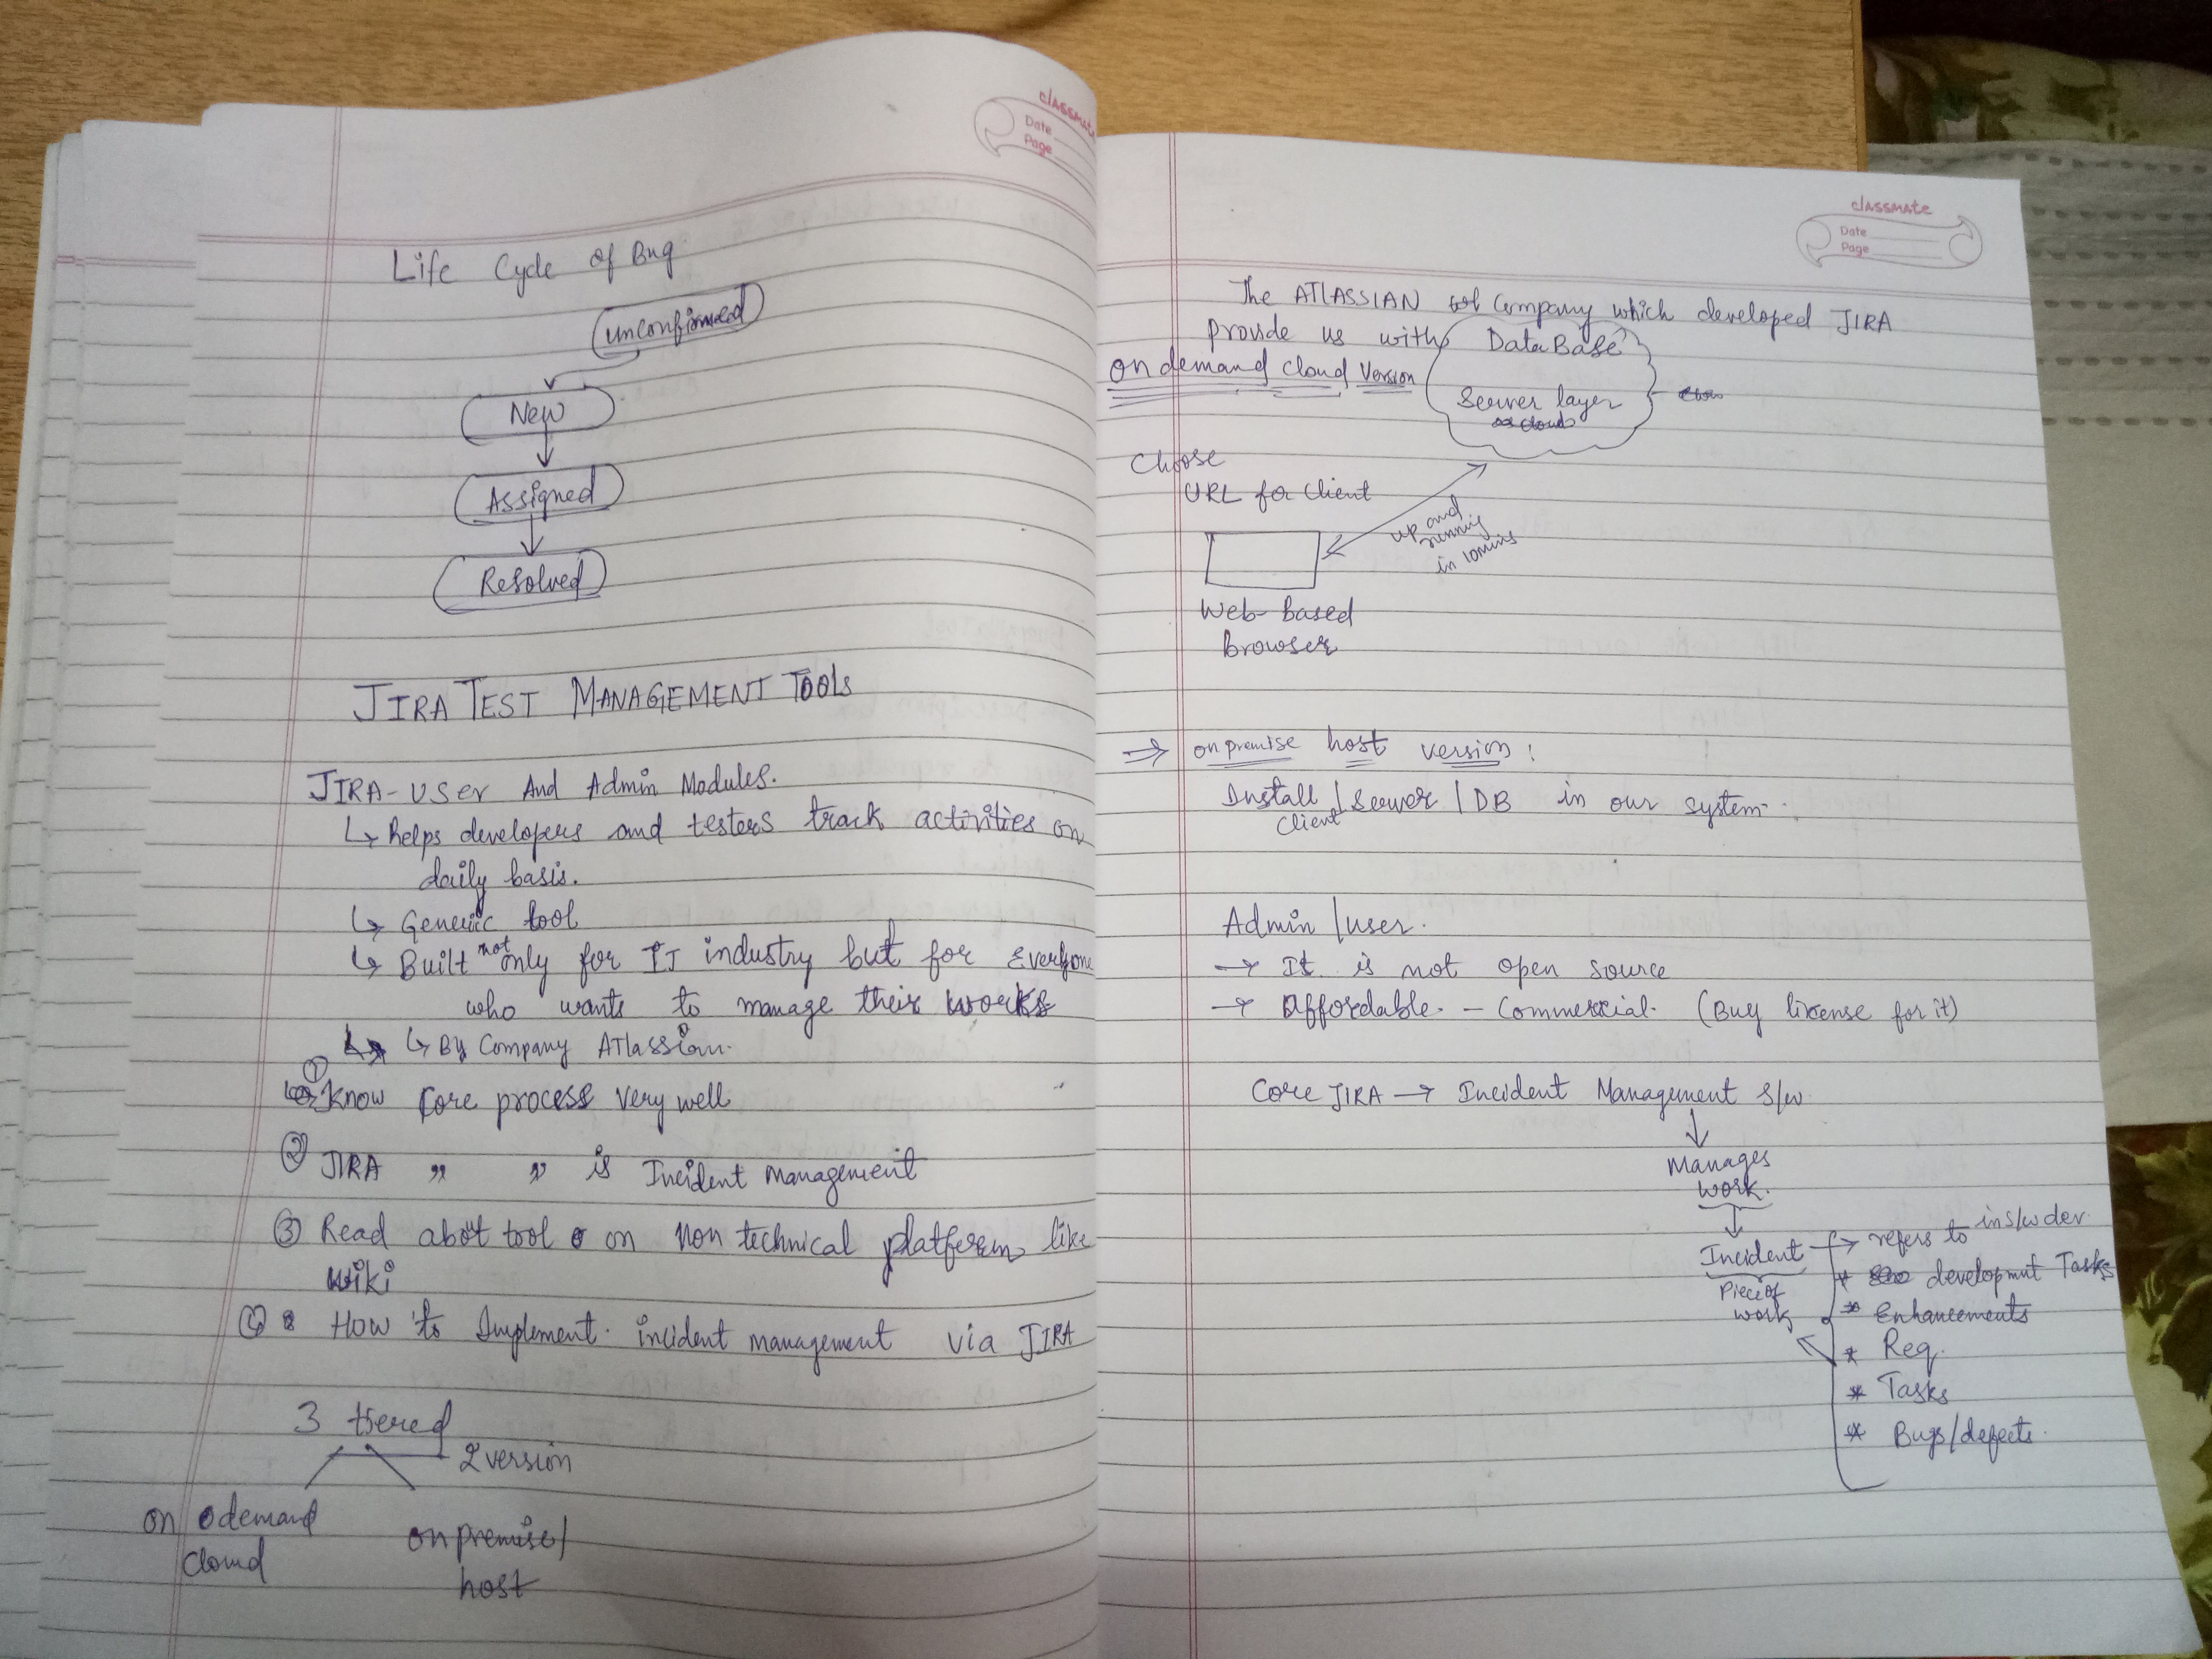 classmate
Date
Page
Life Cycle of Bug
unconfirmed
New
Assigned
Resolved
JIRA TEST MANAGEMENT TOOLS
JIRA - USER And Admin Modules.
↳ helps developers and testers track activities on
daily basis.
↳ Generic tool
↳ Built not only for IT industry but for Everyone
who wants to manage their works
↳ By Company ATlassian.
① Know Core process very well
② JIRA " " is Incident management
③ Read abot tool on Non technical platform like
Wiki
④ How to Implement incident management via JIRA
3 tiered
2 version
on demand
cloud
on premise/
host
classmate
Date
Page
The ATLASSIAN Company which developed JIRA
provide us with
on demand cloud version
DataBase
Server layer
Choose
URL for client
up and
running
in 10mins
Web-Based
Browser
⇒ on premise host version :
Install / Server / DB in our system.
Client
Admin / user.
→ It is not open source
→ Affordable. - Commercial. (Buy license for it)
Core JIRA → Incident Management s/w
↓
Manages
work.
↓
Incident → refers to in s/w dev.
Piece of
work
* developmnt Tasks
* Enhancements
* Req.
* Tasks
* Bugs/defects.